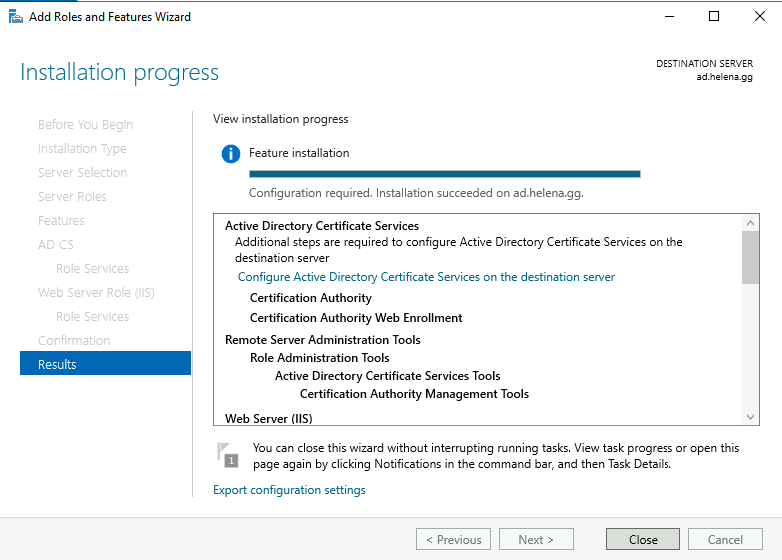 Add Roles and Features Wizard
Installation progress
DESTINATION SERVER
ad.helena.gg
Before You Begin
Installation Type
Server Selection
Server Roles
Features
AD CS
Role Services
Web Server Role (IIS)
Role Services
Confirmation
Results
View installation progress
Feature installation
Configuration required. Installation succeeded on ad.helena.gg.
Active Directory Certificate Services
Additional steps are required to configure Active Directory Certificate Services on the
destination server
Configure Active Directory Certificate Services on the destination server
Certification Authority
Certification Authority Web Enrollment
Remote Server Administration Tools
Role Administration Tools
Active Directory Certificate Services Tools
Certification Authority Management Tools
Web Server (IIS)
1
You can close this wizard without interrupting running tasks. View task progress or open this
page again by clicking Notifications in the command bar, and then Task Details.
Export configuration settings
< Previous
Next >
Close
Cancel